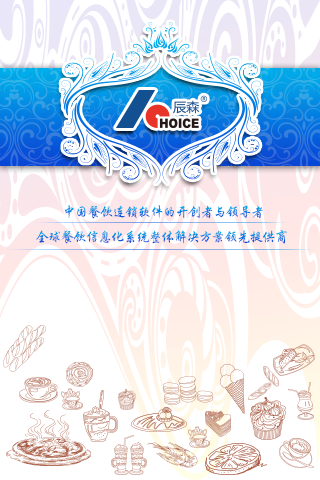 辰森®
CHOICE
中国餐饮连锁软件的开创者与领导者
全球餐饮信息化系统整体解决方案领先提供商